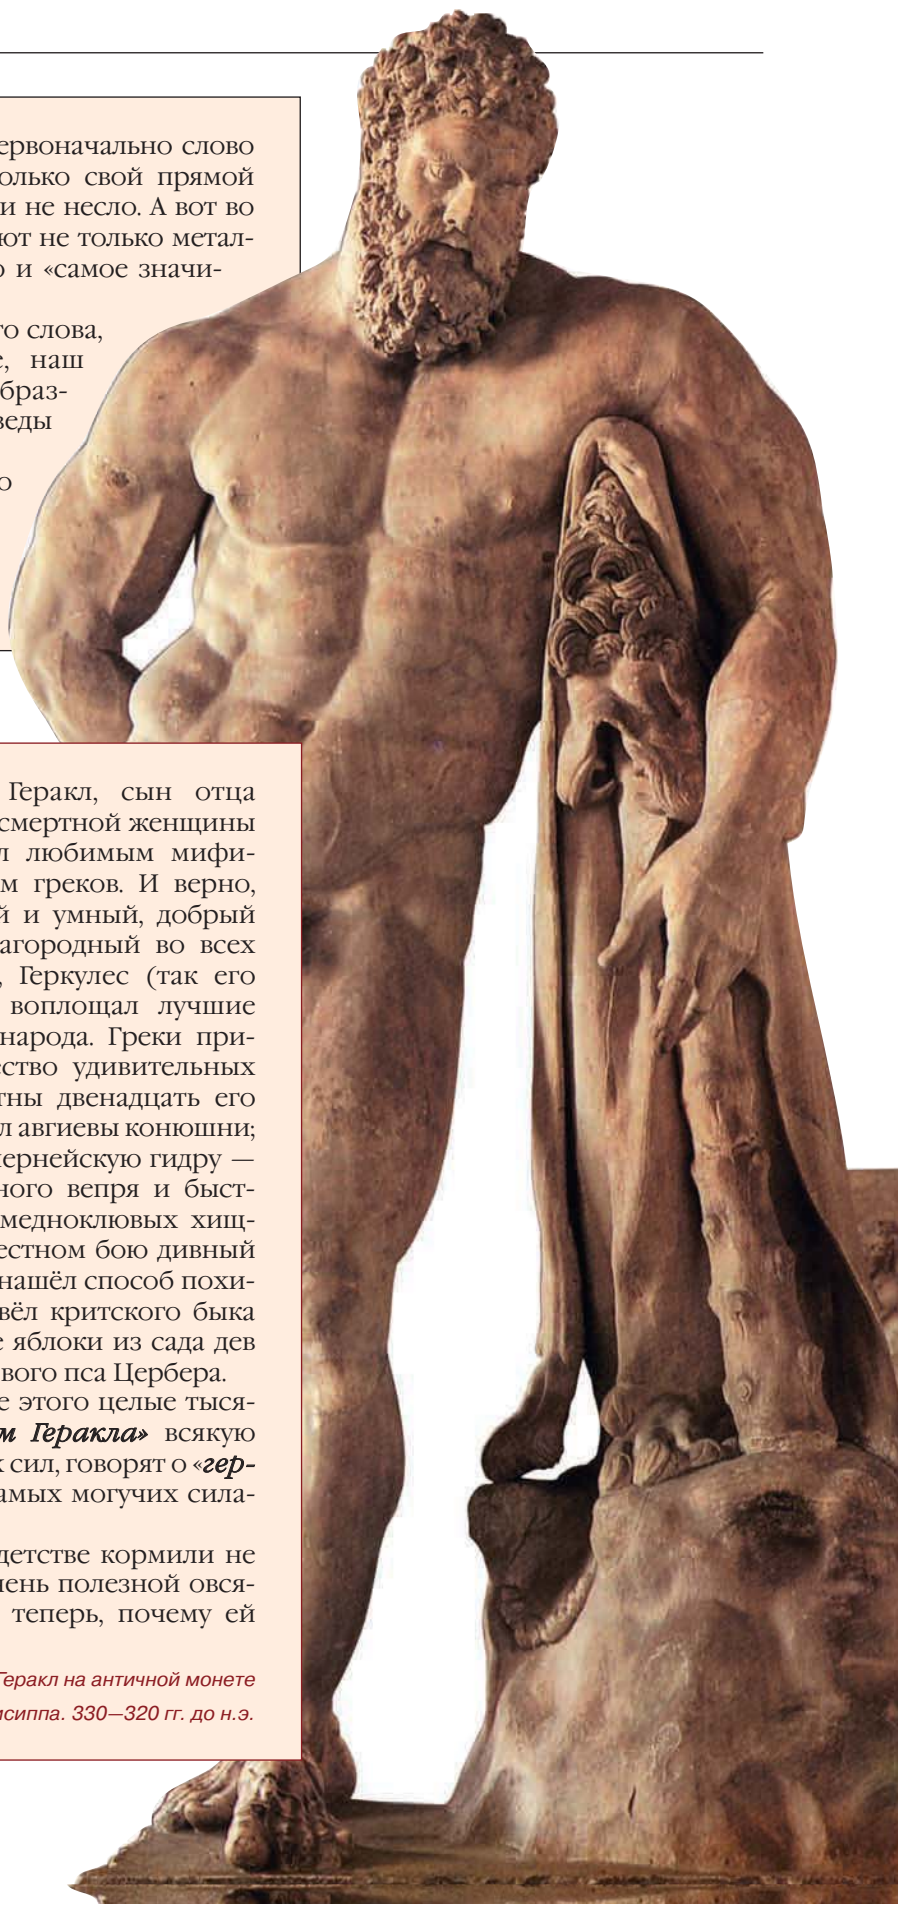 ервоначально слово
олько свой прямой
и не несло. А вот во
ют не только метал-
о и «самое значи-
го слова,
е, наш
браз-
веды
о
Геракл, сын отца
смертной женщины
л любимым мифи-
м греков. И верно,
й и умный, добрый
агородный во всех
, Геркулес (так его
воплощал лучшие
народа. Греки при-
ество удивительных
тны двенадцать его
л авгиевы конюшни;
ернейскую гидру —
ного вепря и быст-
медноклювых хищ-
естном бою дивный
нашёл способ похи-
вёл критского быка
е яблоки из сада дев
вого пса Цербера.
е этого целые тыся-
м Геракла» всякую
х сил, говорят о «гер-
амых могучих сила-
детстве кормили не
ень полезной овся-
теперь, почему ей
Геракл на античной монете
исиппа. 330—320 гг. до н.э.